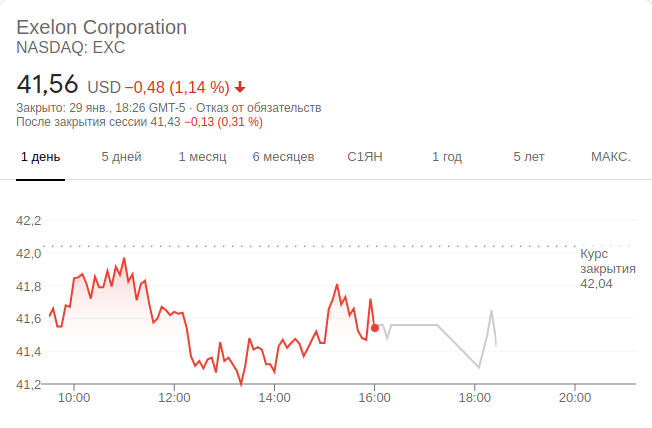 Exelon Corporation
NASDAQ: EXC
41,56 USD −0,48 (1,14 %)
Закрыто: 29 янв., 18:26 GMT-5 · Отказ от обязательств
После закрытия сессии 41,43 −0,13 (0,31 %)
1 день 5 дней 1 месяц 6 месяцев С1ЯН 1 год 5 лет МАКС.
42,2
42,0
Курс
закрытия
42,04
41,8
41,6
41,4
41,2
10:00 12:00 14:00 16:00 18:00 20:00